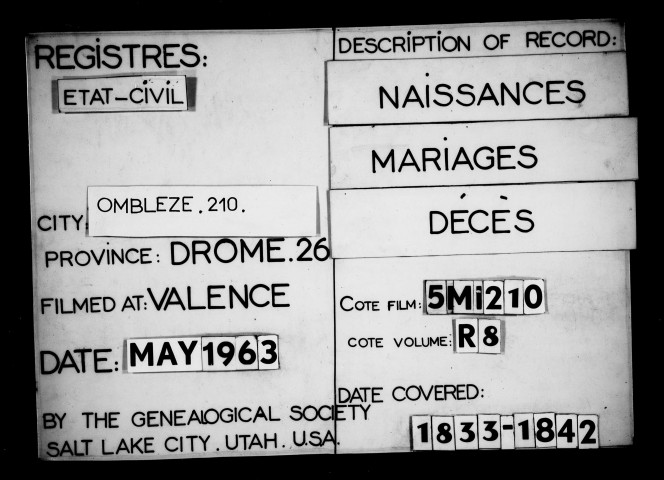 REGiSTRES:
ETAT-CiViL
CITY: OMBLEZE.210.
PROVINCE: DROME.26
FILMED AT: VALENCE
DATE: MAY 1963
BY THE GENEALOGICAL SOCIETY
SALT LAKE CITY. UTAH. U.S.A.
DESCRiPTiON OF RECORD:
NAiSSANCES
MARiAGES
DÉCÈS
COTE FILM: 5Mi210
COTE VOLUME: R8
DATE COVERED:
1833-1842